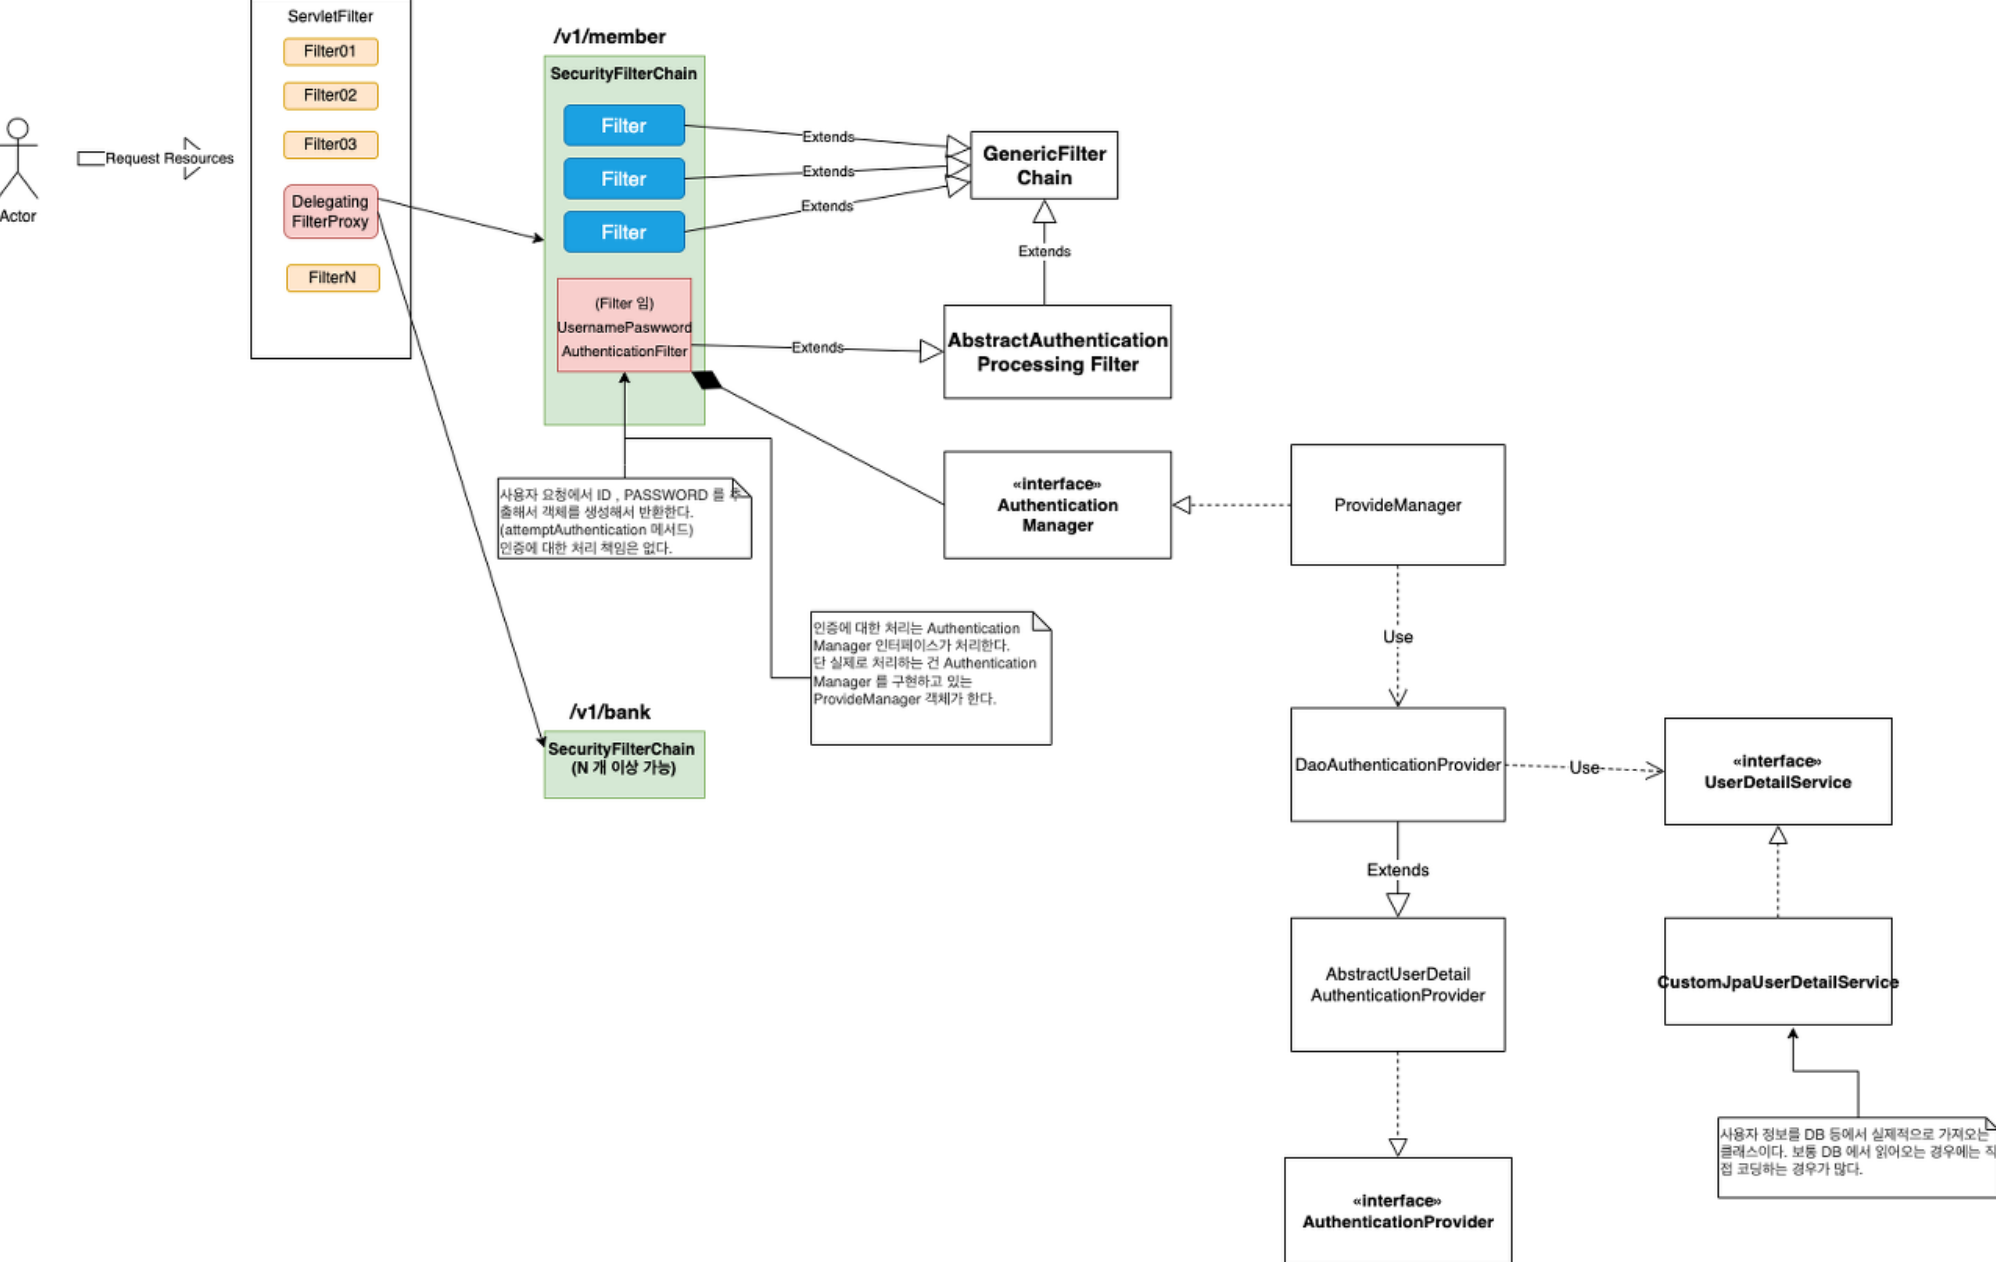 ServletFilter
Filter01
Filter02
Filter03
Delegating
FilterProxy
FilterN
Actor
Request Resources
/v1/member
SecurityFilterChain
Filter
Filter
Filter
(Filter 임)
UsernamePaswword
AuthenticationFilter
Extends
Extends
Extends
GenericFilter
Chain
Extends
Extends
AbstractAuthentication
Processing Filter
사용자 요청에서 ID , PASSWORD 를
출해서 객체를 생성해서 반환한다.
(attemptAuthentication 메서드)
인증에 대한 처리 책임은 없다.
«interface»
Authentication
Manager
ProvideManager
인증에 대한 처리는 Authentication
Manager 인터페이스가 처리한다.
단 실제로 처리하는 건 Authentication
Manager 를 구현하고 있는
ProvideManager 객체가 한다.
Use
/v1/bank
SecurityFilterChain
(N 개 이상 가능)
DaoAuthenticationProvider
Use
«interface»
UserDetailService
Extends
AbstractUserDetail
AuthenticationProvider
CustomJpaUserDetailService
사용자 정보를 DB 등에서 실제적으로 가져오는
클래스이다. 보통 DB 에서 읽어오는 경우에는 직
접 코딩하는 경우가 많다.
«interface»
AuthenticationProvider